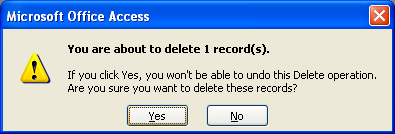 Microsoft Office Access
You are about to delete 1 record(s).
If you click Yes, you won't be able to undo this Delete operation.
Are you sure you want to delete these records?
Yes No